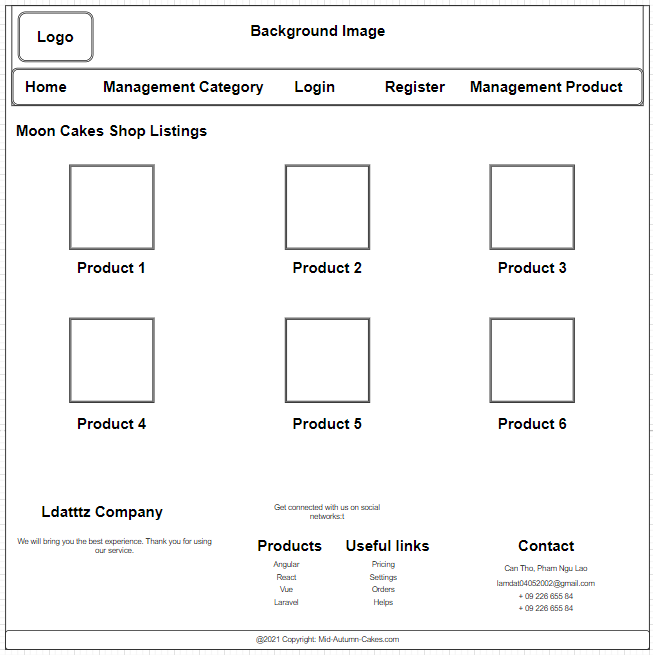 Logo
Background Image
Home Management Category Login Register Management Product
Moon Cakes Shop Listings
Product 1 Product 2 Product 3
Product 4 Product 5 Product 6
Ldatttz Company
We will bring you the best experience. Thank you for using
our service.
Get connected with us on social
networks:t
Products
Angular
React
Vue
Laravel
Useful links
Pricing
Settings
Orders
Helps
Contact
Can Tho, Pham Ngu Lao
lamdat04052002@gmail.com
+ 09 226 655 84
+ 09 226 655 84
@2021 Copyright: Mid-Autumn-Cakes.com